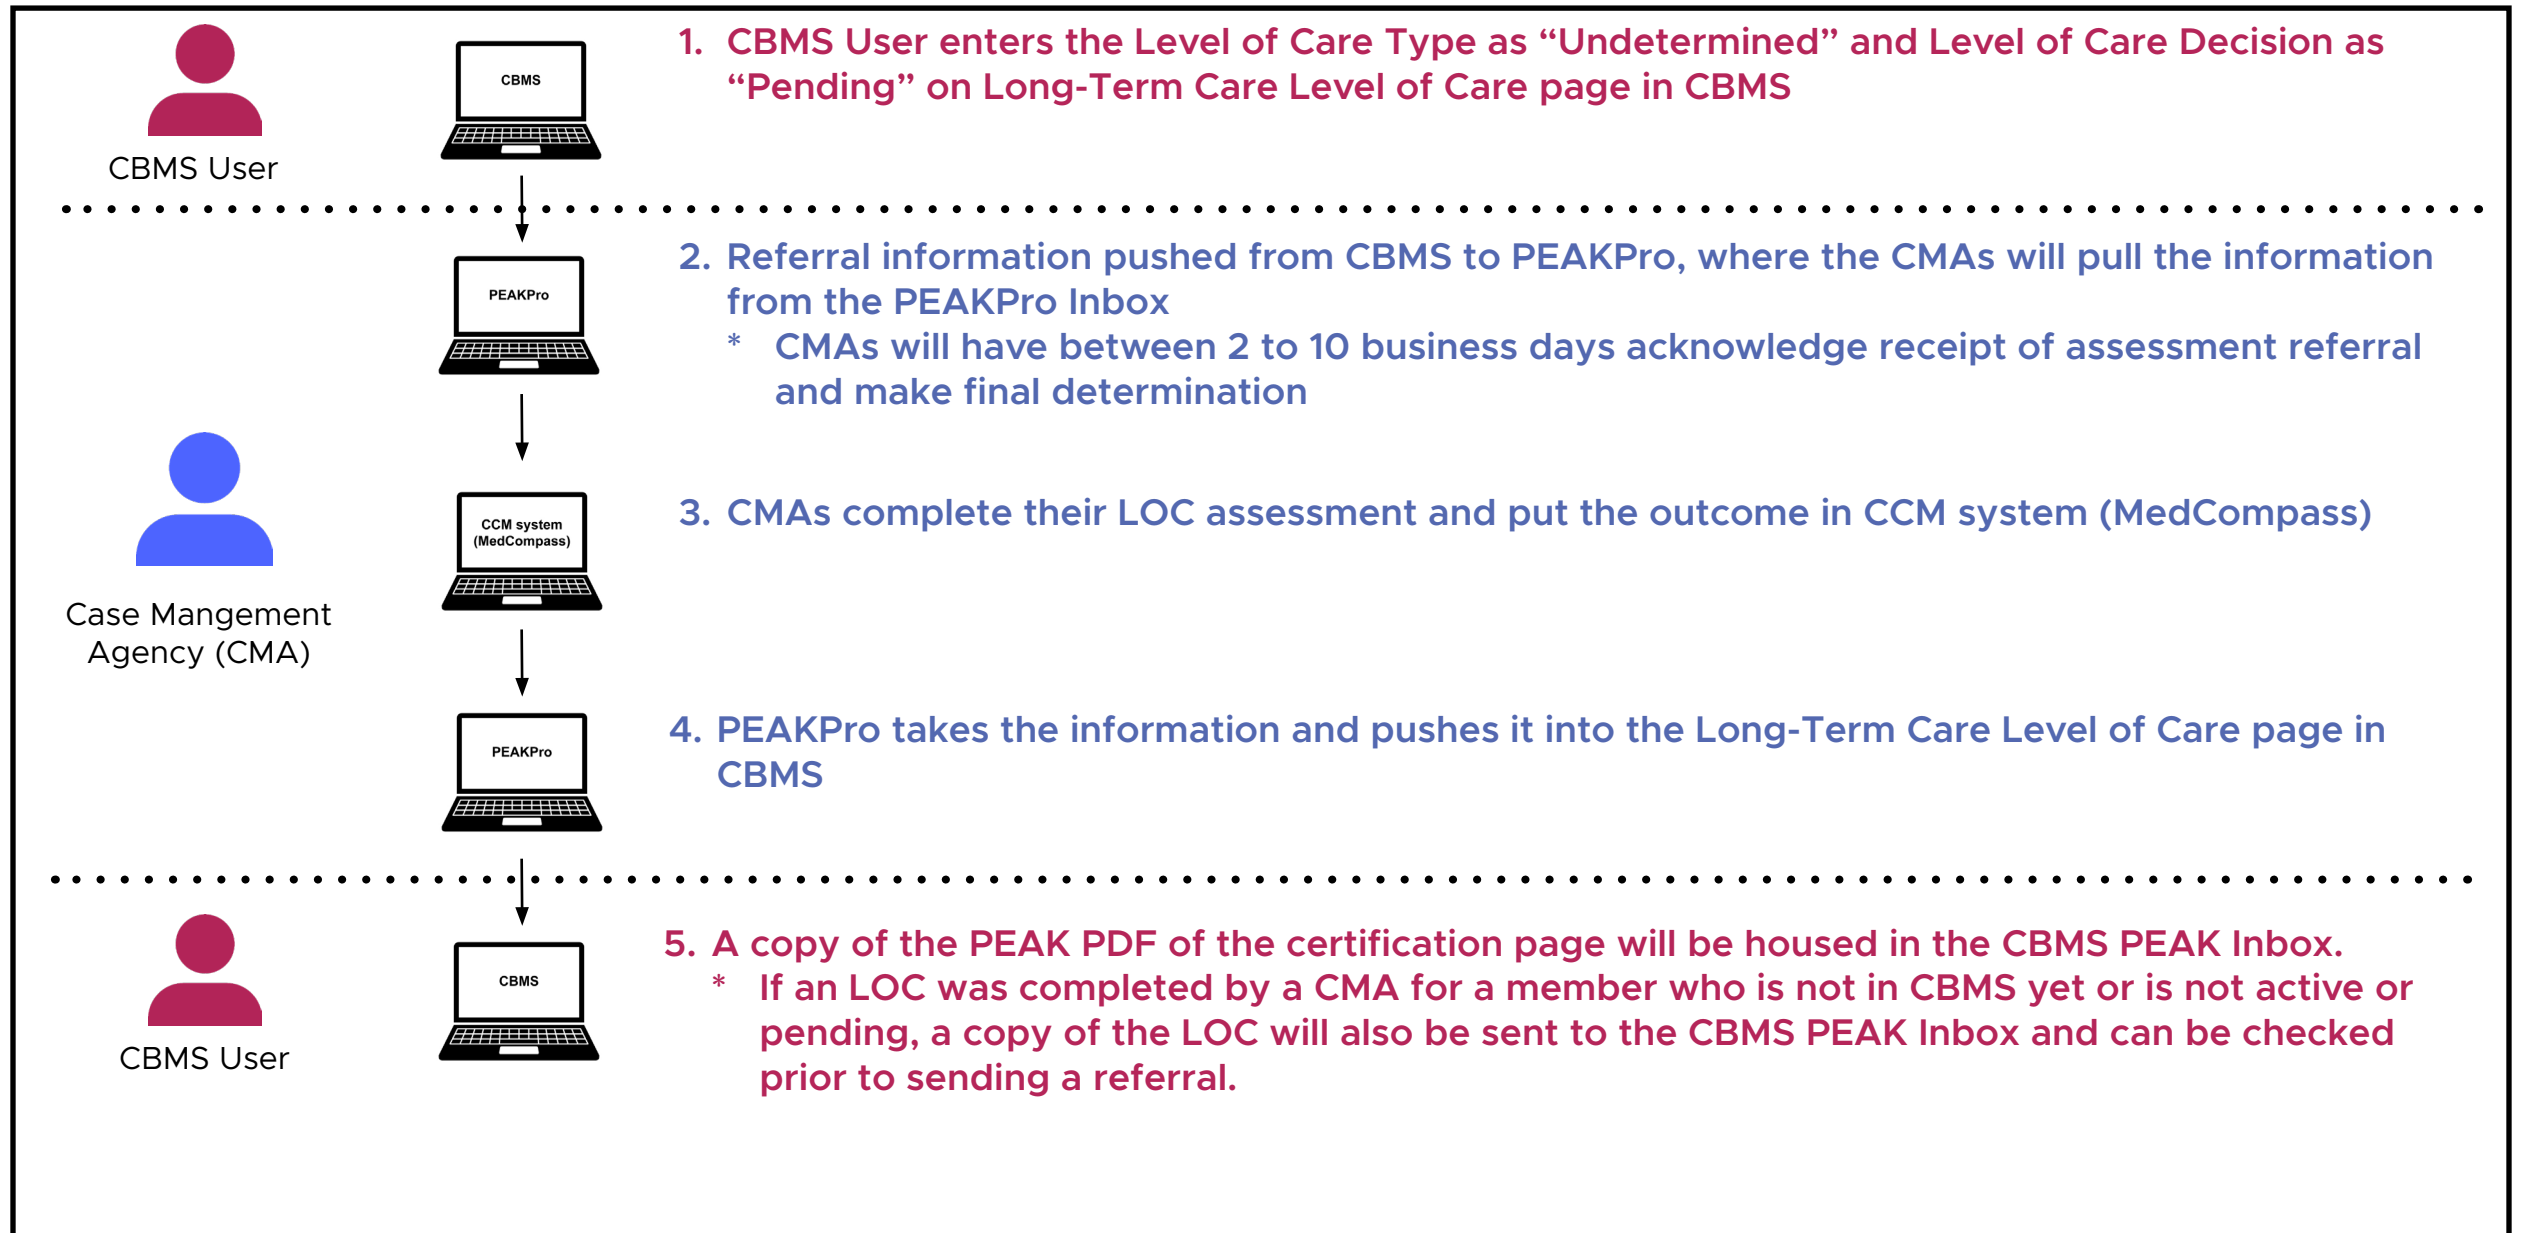 CBMS
1. CBMS User enters the Level of Care Type as “Undetermined” and Level of Care Decision as
“Pending” on Long-Term Care Level of Care page in CBMS
CBMS User
PEAKPro
2. Referral information pushed from CBMS to PEAKPro, where the CMAs will pull the information
from the PEAKPro Inbox
* CMAs will have between 2 to 10 business days acknowledge receipt of assessment referral
and make final determination
CCM system
(MedCompass)
3. CMAs complete their LOC assessment and put the outcome in CCM system (MedCompass)
Case Mangement
Agency (CMA)
PEAKPro
4. PEAKPro takes the information and pushes it into the Long-Term Care Level of Care page in
CBMS
CBMS
5. A copy of the PEAK PDF of the certification page will be housed in the CBMS PEAK Inbox.
* If an LOC was completed by a CMA for a member who is not in CBMS yet or is not active or
pending, a copy of the LOC will also be sent to the CBMS PEAK Inbox and can be checked
prior to sending a referral.
CBMS User